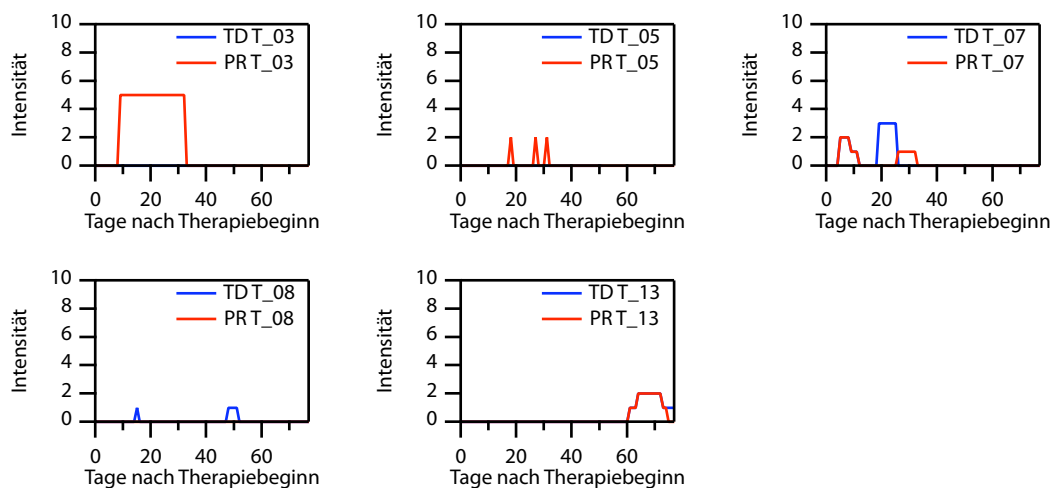 10
8
6
4
2
0
Intensität
TD T_03
PR T_03
0 20 40 60
Tage nach Therapiebeginn
10
8
6
4
2
0
Intensität
TD T_05
PR T_05
0 20 40 60
Tage nach Therapiebeginn
10
8
6
4
2
0
Intensität
TD T_07
PR T_07
0 20 40 60
Tage nach Therapiebeginn
10
8
6
4
2
0
Intensität
TD T_08
PR T_08
0 20 40 60
Tage nach Therapiebeginn
10
8
6
4
2
0
Intensität
TD T_13
PR T_13
0 20 40 60
Tage nach Therapiebeginn